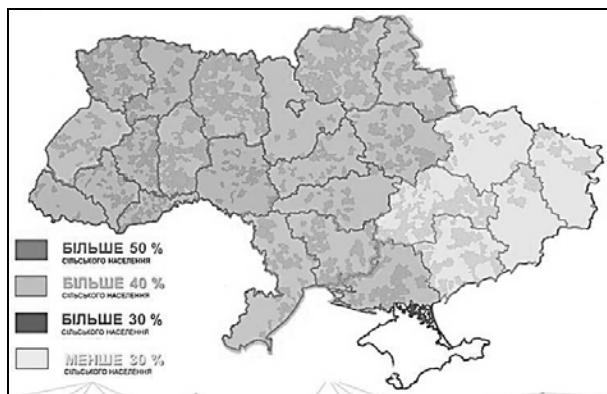 БІЛЬШЕ 50 %
СІЛЬСЬКОГО НАСЕЛЕННЯ
БІЛЬШЕ 40 %
СІЛЬСЬКОГО НАСЕЛЕННЯ
БІЛЬШЕ 30 %
СІЛЬСЬКОГО НАСЕЛЕННЯ
МЕНШЕ 30 %
СІЛЬСЬКОГО НАСЕЛЕННЯ